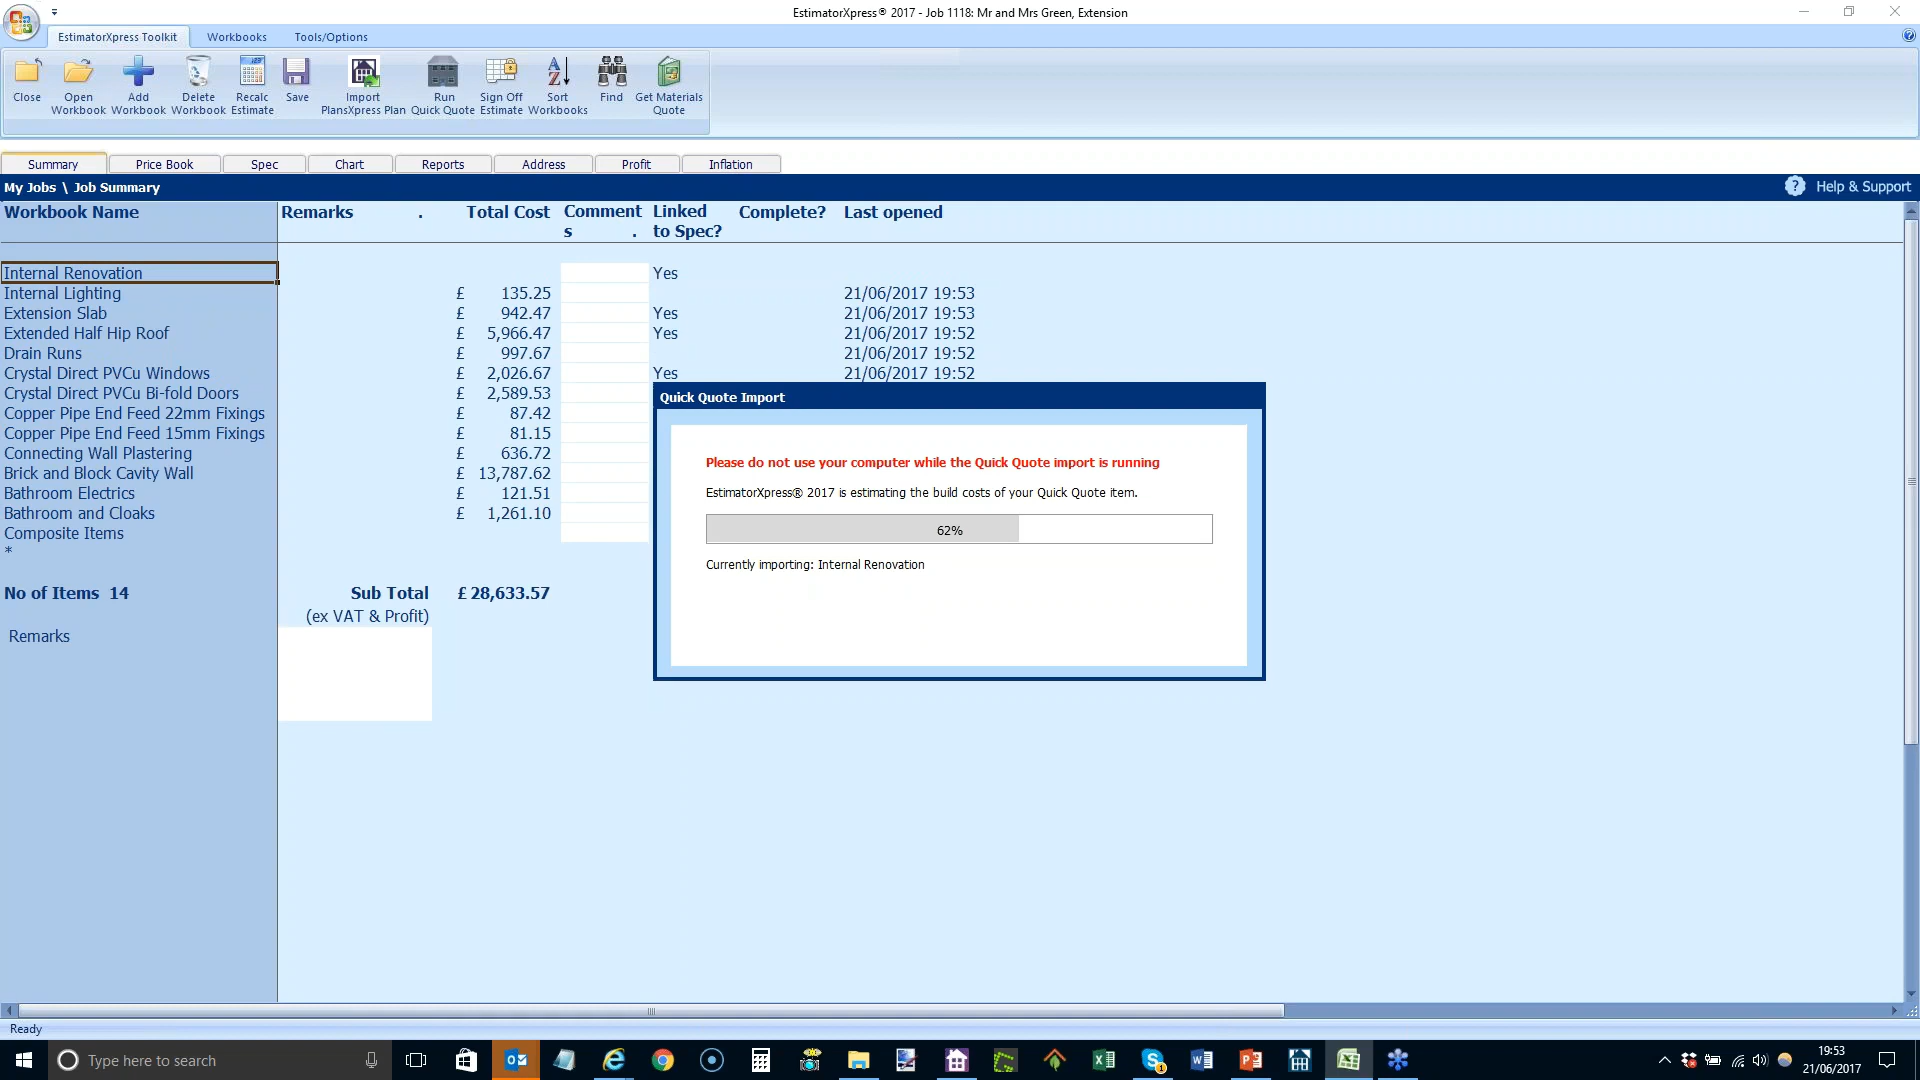 EstimatorXpress® 2017 - Job 1118: Mr and Mrs Green, Extension
EstimatorXpress Toolkit Workbooks Tools/Options
Close
Open Workbook
Add Workbook
Delete Workbook
Recalc Estimate
Save
Import PlansXpress Plan
Run Quick Quote
Sign Off Estimate
Sort Workbooks
Find
Get Materials Quote
Summary Price Book Spec Chart Reports Address Profit Inflation
My Jobs \ Job Summary ? Help & Support
Workbook Name Remarks . Total Cost Comments . Linked to Spec? Complete? Last opened
Internal Renovation Yes
Internal Lighting £ 135.25 21/06/2017 19:53
Extension Slab £ 942.47 Yes 21/06/2017 19:53
Extended Half Hip Roof £ 5,966.47 Yes 21/06/2017 19:52
Drain Runs £ 997.67 21/06/2017 19:52
Crystal Direct PVCu Windows £ 2,026.67 Yes 21/06/2017 19:52
Crystal Direct PVCu Bi-fold Doors £ 2,589.53
Copper Pipe End Feed 22mm Fixings £ 87.42
Copper Pipe End Feed 15mm Fixings £ 81.15
Connecting Wall Plastering £ 636.72
Brick and Block Cavity Wall £ 13,787.62
Bathroom Electrics £ 121.51
Bathroom and Cloaks £ 1,261.10
Composite Items
*
No of Items 14 Sub Total £ 28,633.57
(ex VAT & Profit)
Remarks
Quick Quote Import
Please do not use your computer while the Quick Quote import is running
EstimatorXpress® 2017 is estimating the build costs of your Quick Quote item.
62%
Currently importing: Internal Renovation
Ready
Type here to search
19:53
21/06/2017